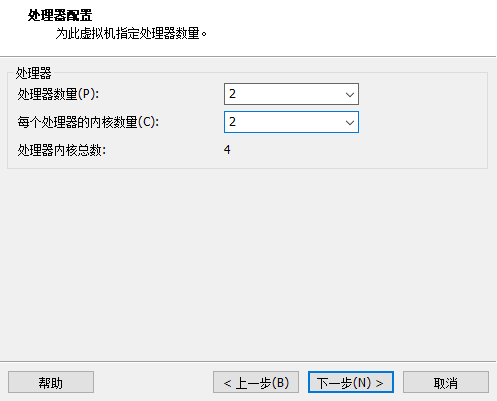 处理器配置
为此虚拟机指定处理器数量。
处理器
处理器数量(P): 2
每个处理器的内核数量(C): 2
处理器内核总数: 4
帮助 < 上一步(B) 下一步(N) > 取消